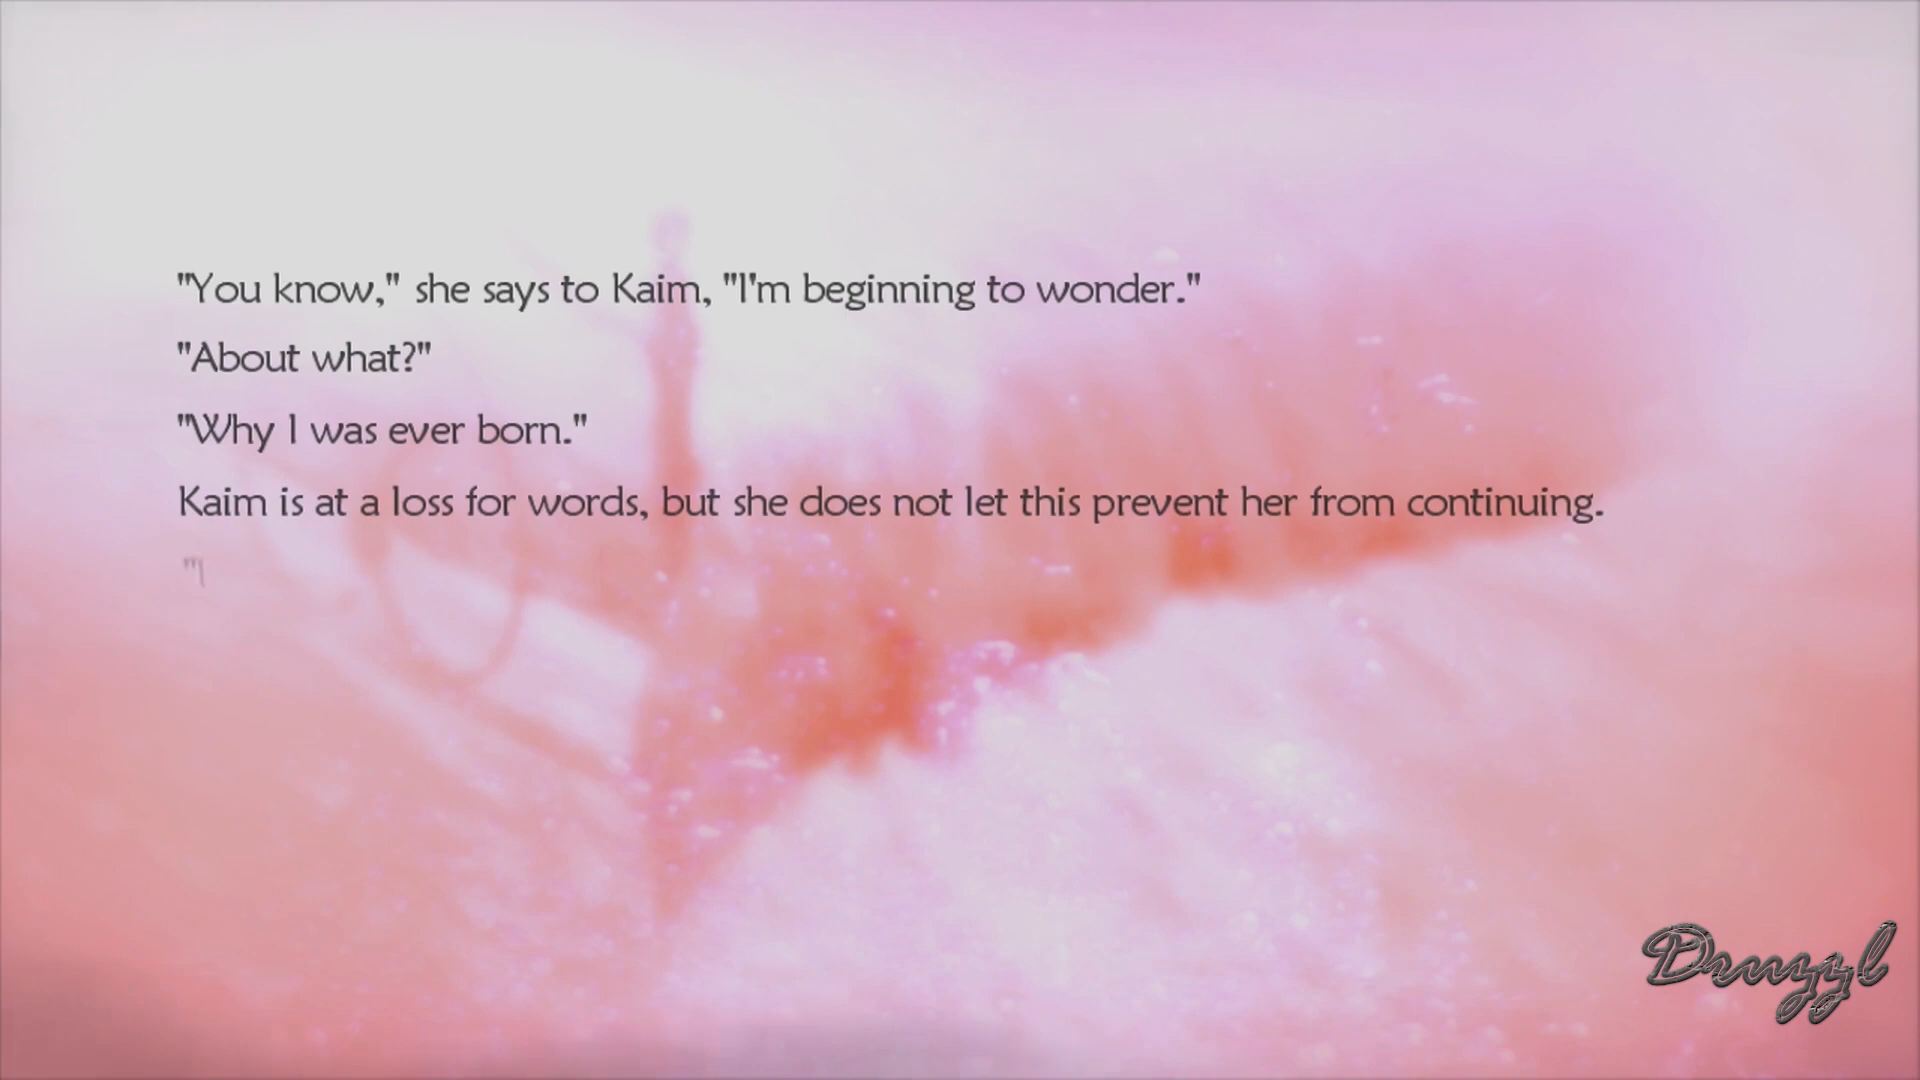 "You know," she says to Kaim, "I'm beginning to wonder."
"About what?"
"Why I was ever born."
Kaim is at a loss for words, but she does not let this prevent her from continuing.
Druzzl